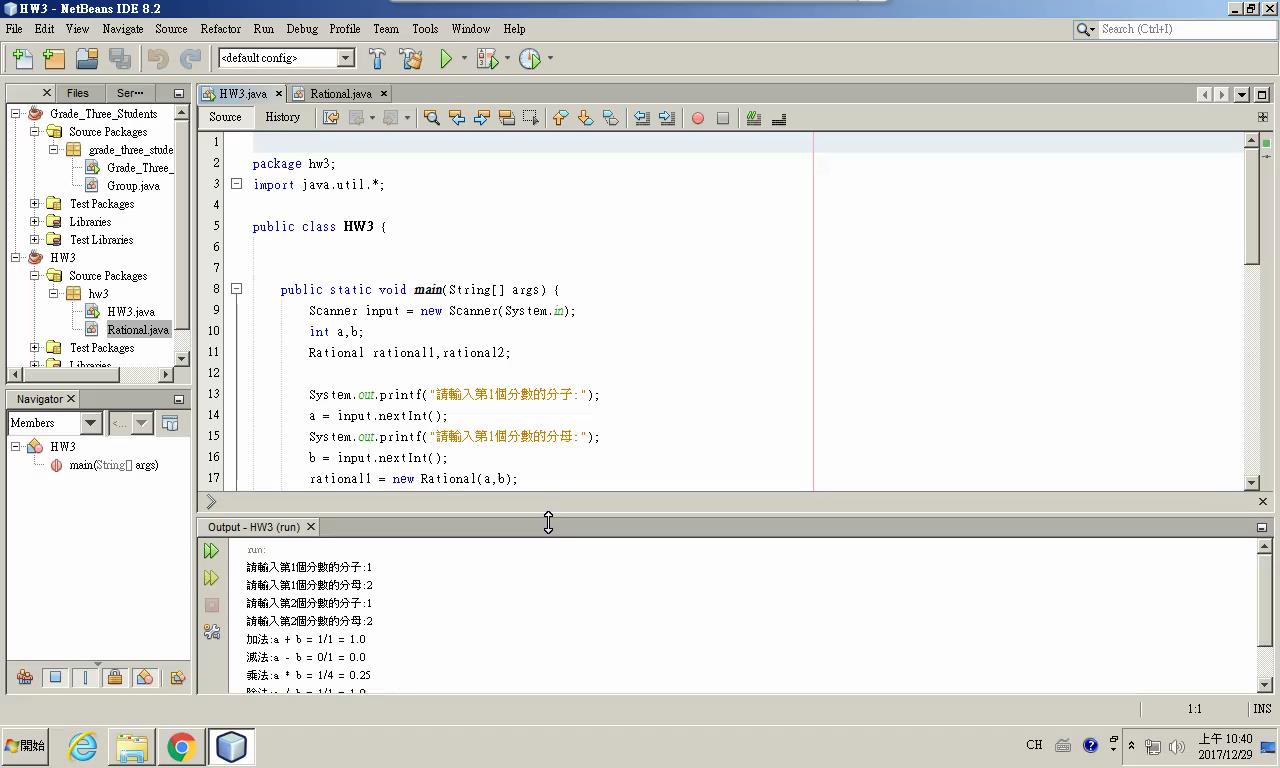 HW3 - NetBeans IDE 8.2
File Edit View Navigate Source Refactor Run Debug Profile Team Tools Window Help
Search (Ctrl+I)
<default config>
Files Ser···
HW3.java Rational.java
Source History
Grade_Three_Students
Source Packages
grade_three_stude
Grade_Three_
Group.java
Test Packages
Libraries
Test Libraries
HW3
Source Packages
hw3
HW3.java
Rational.java
Test Packages
Libraries
Navigator
Members <...
HW3
main(String[] args)
1
2 package hw3;
3 import java.util.*;
4
5 public class HW3 {
6
7
8 public static void main(String[] args) {
9 Scanner input = new Scanner(System.in);
10 int a,b;
11 Rational rational1,rational2;
12
13 System.out.printf("請輸入第1個分數的分子:");
14 a = input.nextInt();
15 System.out.printf("請輸入第1個分數的分母:");
16 b = input.nextInt();
17 rational1 = new Rational(a,b);
Output - HW3 (run)
run:
請輸入第1個分數的分子:1
請輸入第1個分數的分母:2
請輸入第2個分數的分子:1
請輸入第2個分數的分母:2
加法:a + b = 1/1 = 1.0
減法:a - b = 0/1 = 0.0
乘法:a * b = 1/4 = 0.25
除法:a / b = 1/1 = 1.0
1:1 INS
開始
CH
上午 10:40
2017/12/29